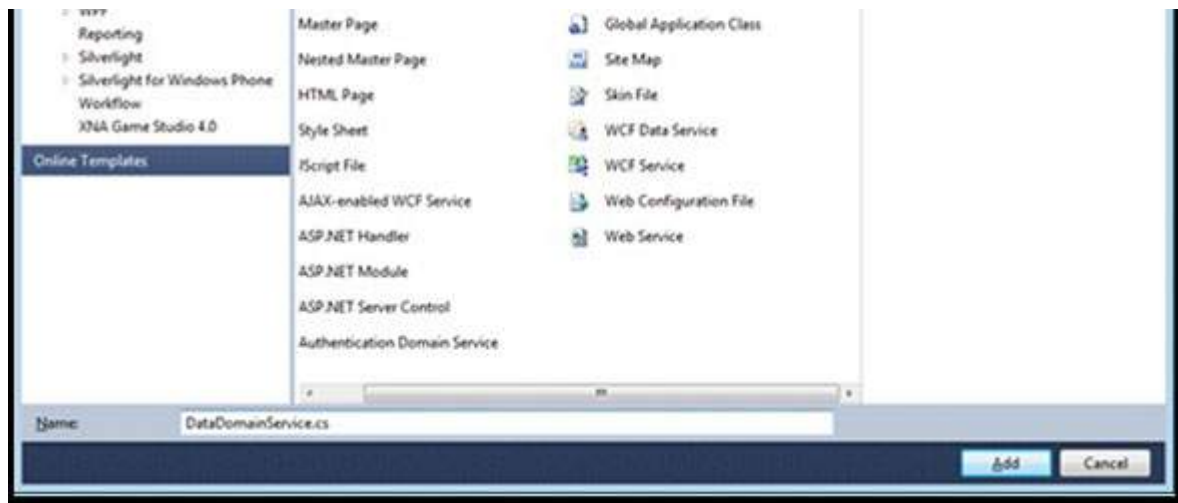 WPF
Reporting
Silverlight
Silverlight for Windows Phone
Workflow
XNA Game Studio 4.0
Online Templates
Master Page
Nested Master Page
HTML Page
Style Sheet
JScript File
AJAX-enabled WCF Service
ASP.NET Handler
ASP.NET Module
ASP.NET Server Control
Authentication Domain Service
Global Application Class
Site Map
Skin File
WCF Data Service
WCF Service
Web Configuration File
Web Service
Name: DataDomainService.cs
Add Cancel